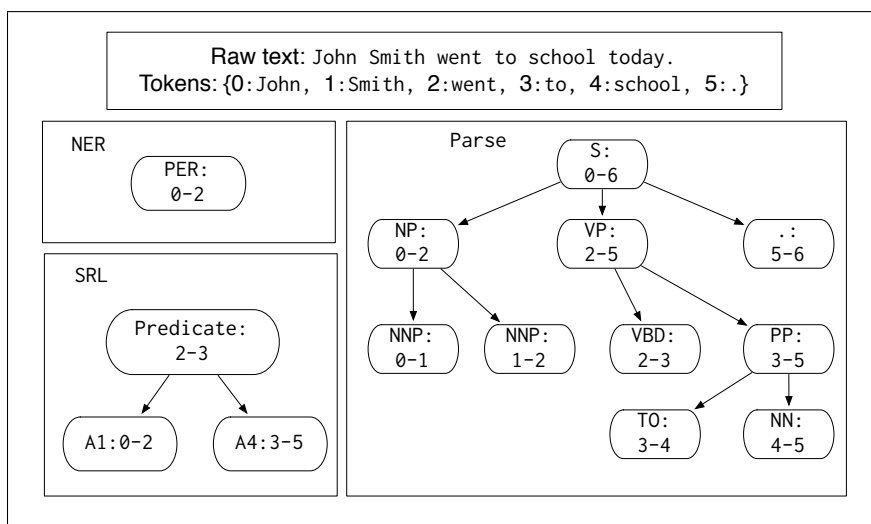 Raw text: John Smith went to school today.
Tokens: {0:John, 1:Smith, 2:went, 3:to, 4:school, 5:.}
NER
PER:
0-2
SRL
Predicate:
2-3
A1:0-2
A4:3-5
Parse
S:
0-6
NP:
0-2
VP:
2-5
.:
5-6
NNP:
0-1
NNP:
1-2
VBD:
2-3
PP:
3-5
TO:
3-4
NN:
4-5